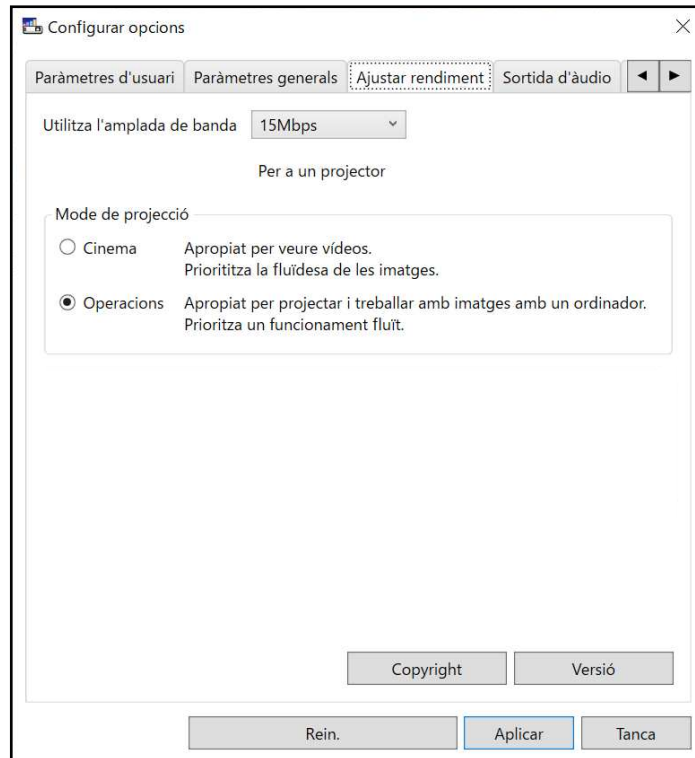 Configurar opcions
Paràmetres d'usuari
Paràmetres generals
Ajustar rendiment
Sortida d'àudio
Utilitza l'amplada de banda
15Mbps
Per a un projector
Mode de projecció
Cinema
Apropiat per veure vídeos.
Priorititza la fluïdesa de les imatges.
Operacions
Apropiat per projectar i treballar amb imatges amb un ordinador.
Prioritza un funcionament fluït.
Copyright
Versió
Rein.
Aplicar
Tanca